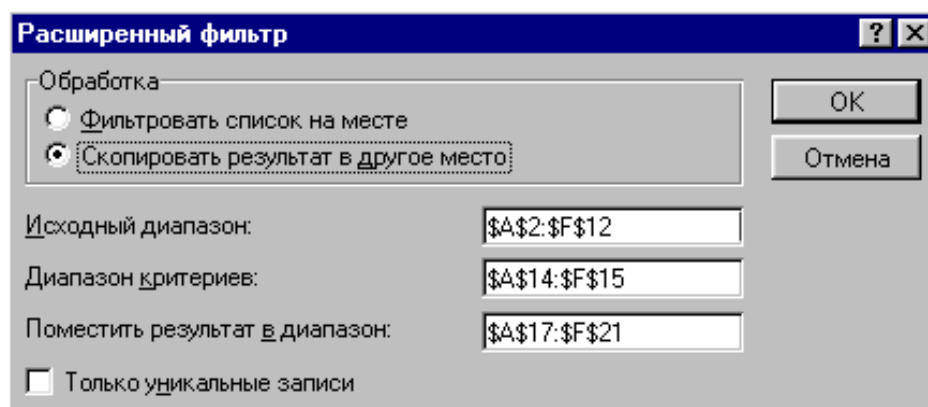 Расширенный фильтр ? ×
Обработка
Фильтровать список на месте
Скопировать результат в другое место
OK
Отмена
Исходный диапазон: $A$2:$F$12
Диапазон критериев: $A$14:$F$15
Поместить результат в диапазон: $A$17:$F$21
Только уникальные записи